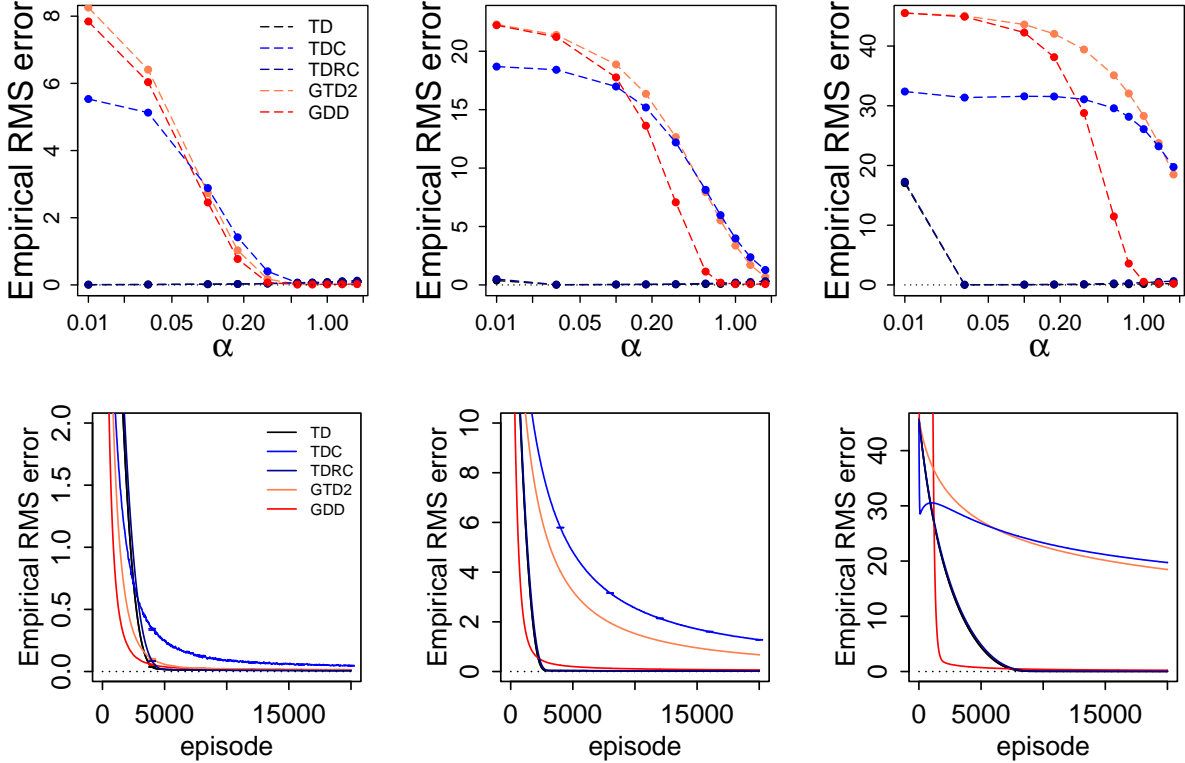 Empirical RMS error
0 2 4 6 8
0.01 0.05 0.20 1.00
α
TD
TDC
TDRC
GTD2
GDD
Empirical RMS error
0 5 10 15 20
0.01 0.05 0.20 1.00
α
Empirical RMS error
0 10 20 30 40
0.01 0.05 0.20 1.00
α
Empirical RMS error
0.0 0.5 1.0 1.5 2.0
0 5000 15000
episode
TD
TDC
TDRC
GTD2
GDD
Empirical RMS error
0 2 4 6 8 10
0 5000 15000
episode
Empirical RMS error
0 10 20 30 40
0 5000 15000
episode